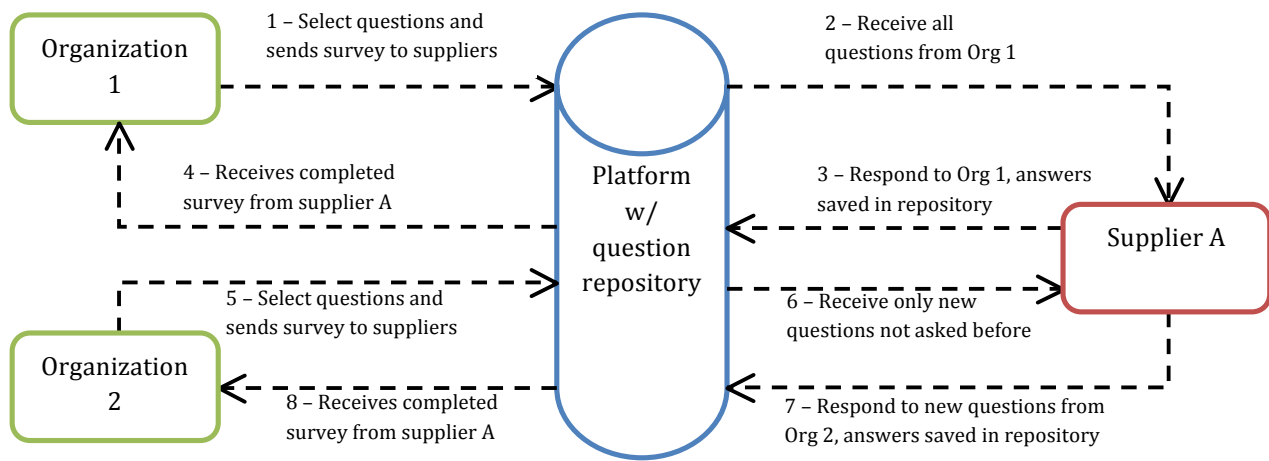 1 – Select questions and
sends survey to suppliers
2 – Receive all
questions from Org 1
Organization
1
4 – Receives completed
survey from supplier A
Platform
w/
question
repository
3 – Respond to Org 1, answers
saved in repository
Supplier A
5 – Select questions and
sends survey to suppliers
6 – Receive only new
questions not asked before
Organization
2
8 – Receives completed
survey from supplier A
7 – Respond to new questions from
Org 2, answers saved in repository